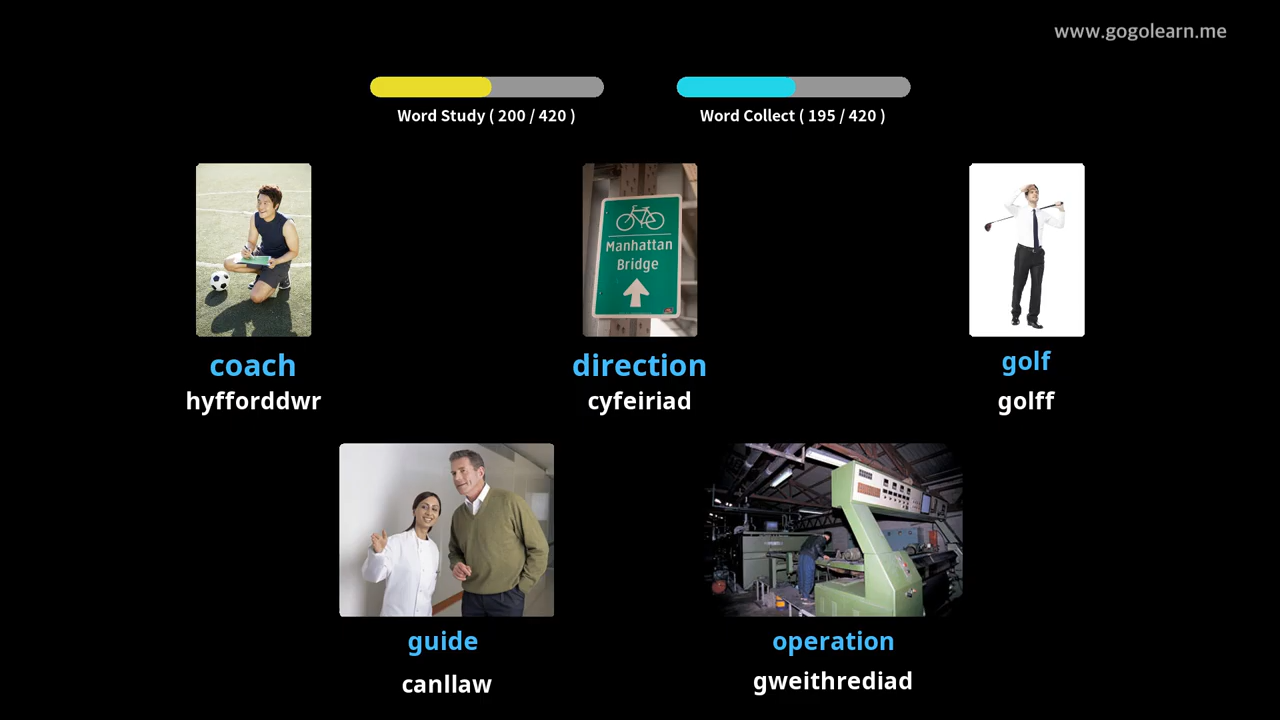 www.gogolearn.me
Word Study ( 200 / 420 )
Word Collect ( 195 / 420 )
Manhattan
Bridge
coach
hyfforddwr
direction
cyfeiriad
golf
golff
guide
canllaw
operation
gweithrediad